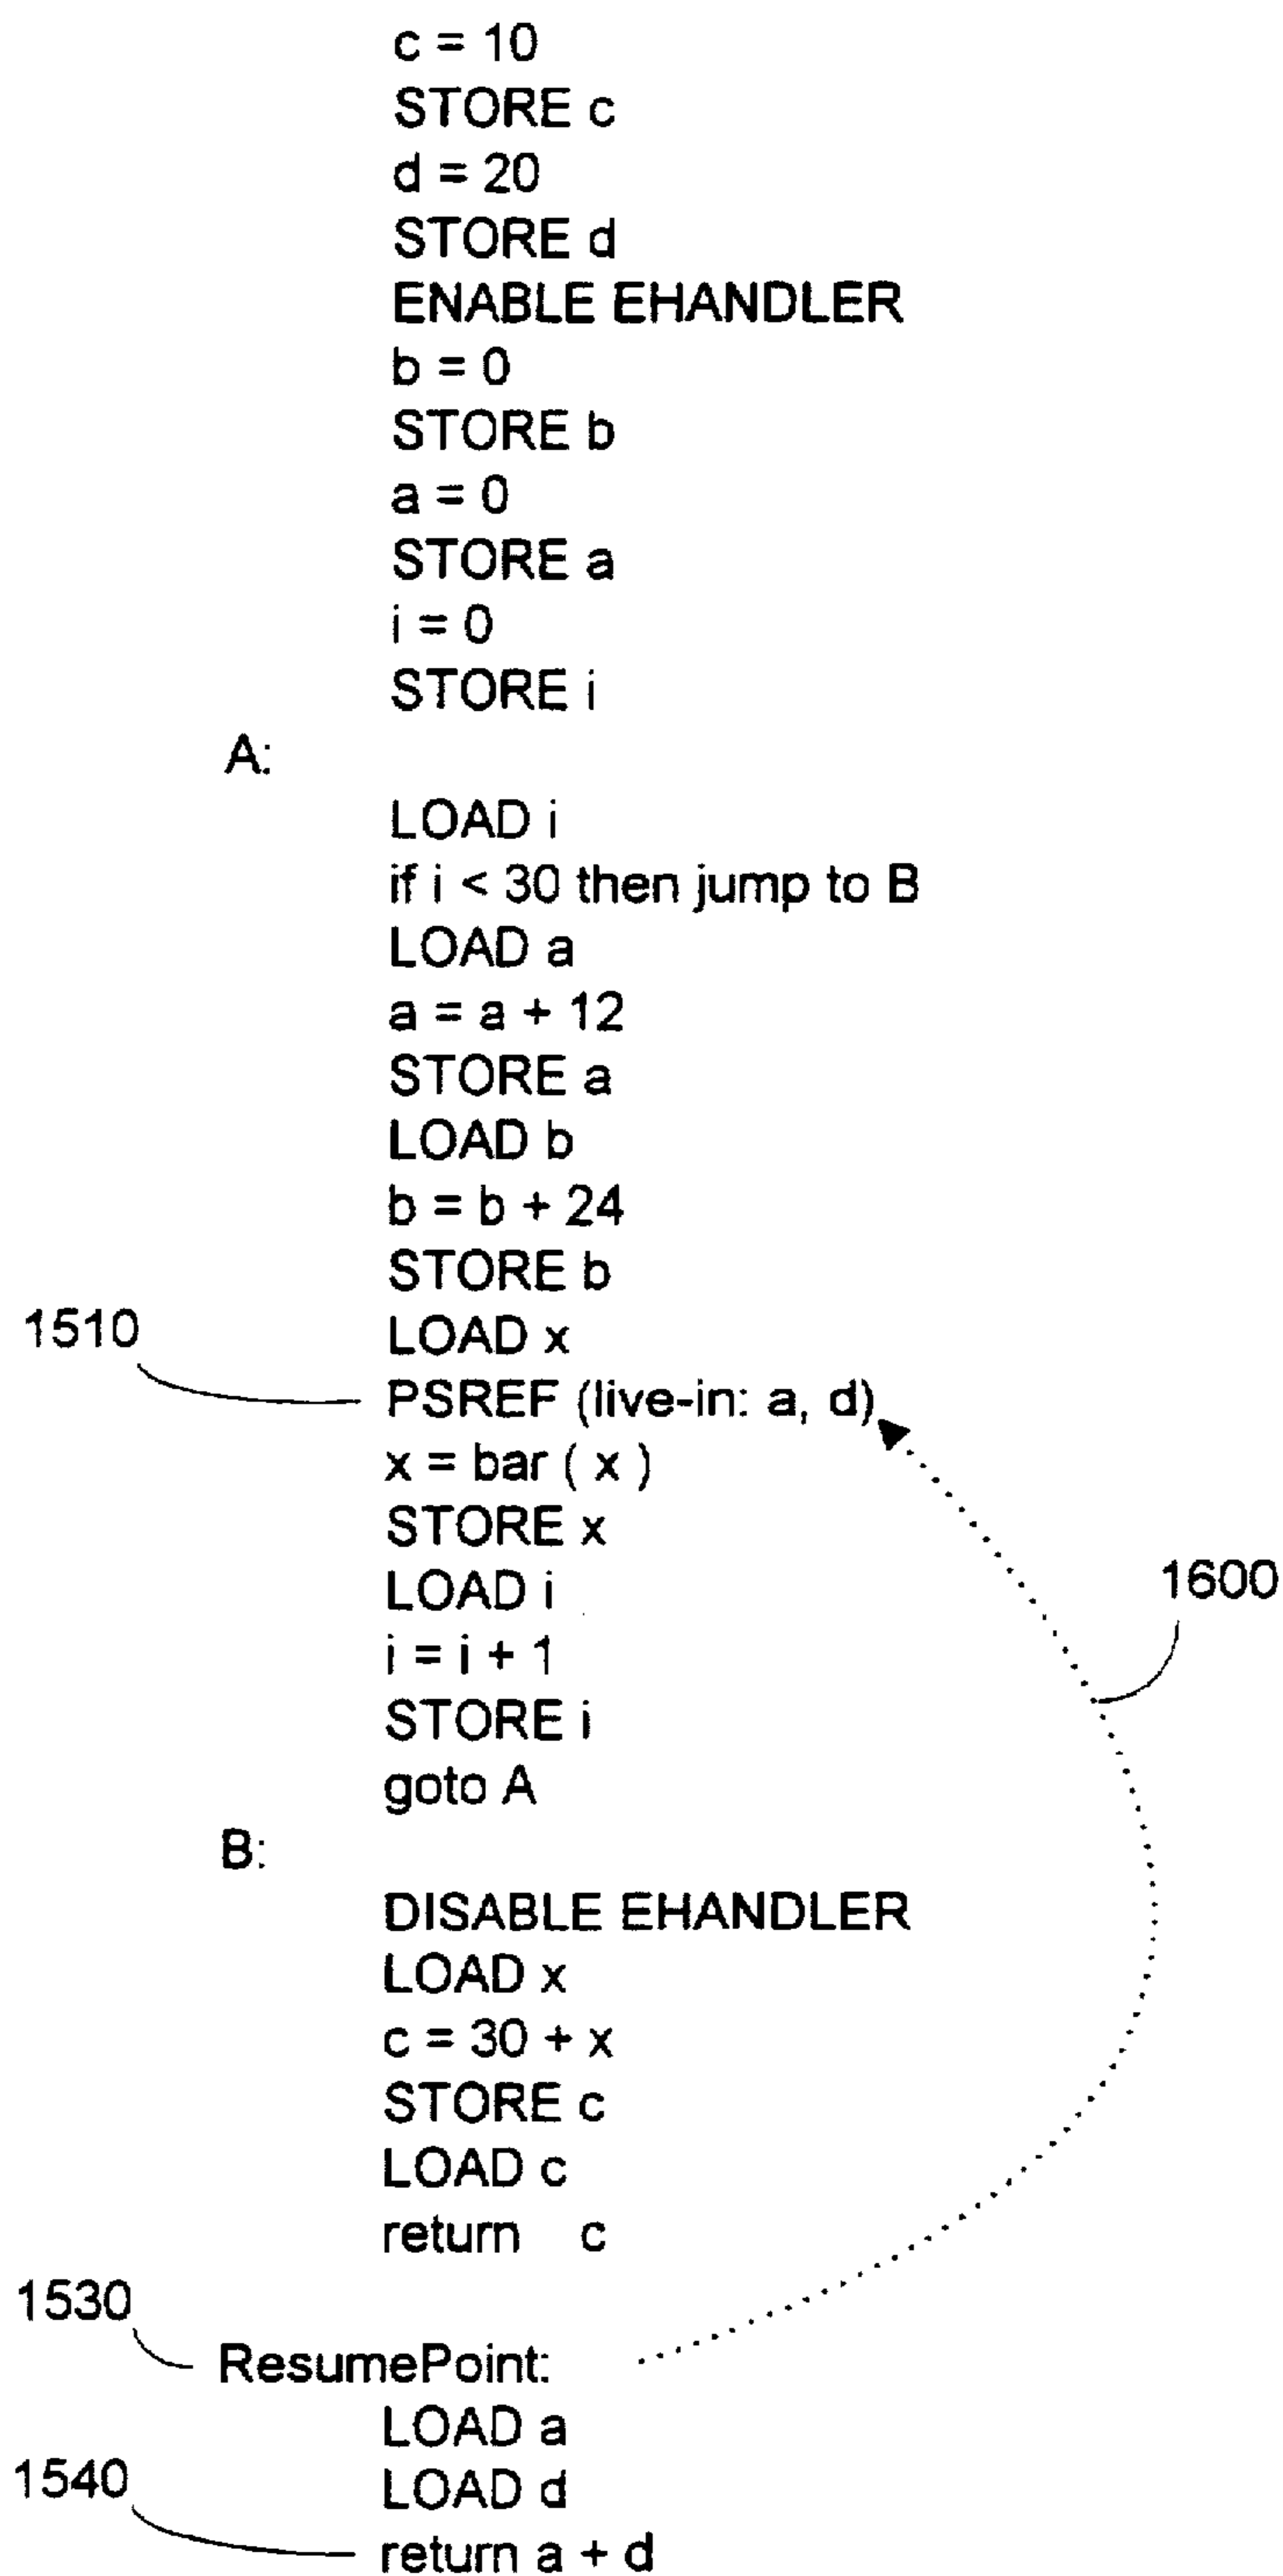 c = 10
STORE c
d = 20
STORE d
ENABLE EHANDLER
b = 0
STORE b
a = 0
STORE a
i = 0
STORE i
A:
LOAD i
if i < 30 then jump to B
LOAD a
a = a + 12
STORE a
LOAD b
b = b + 24
STORE b
1510
LOAD x
PSREF (live-in: a, d)
x = bar ( x )
STORE x
LOAD i
1600
i = i + 1
STORE i
goto A
B:
DISABLE EHANDLER
LOAD x
c = 30 + x
STORE c
LOAD c
return c
1530
ResumePoint:
LOAD a
1540
LOAD d
return a + d